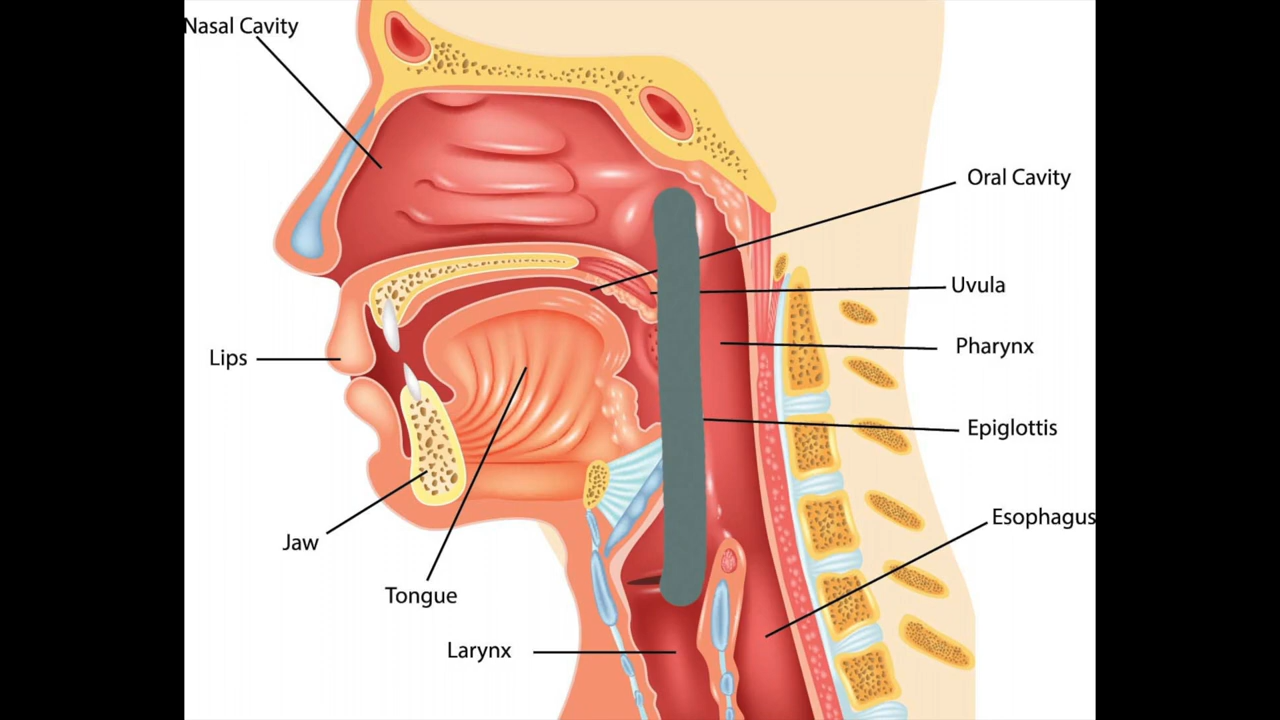 Nasal Cavity
Oral Cavity
Uvula
Pharynx
Lips
Epiglottis
Esophagus
Jaw
Tongue
Larynx